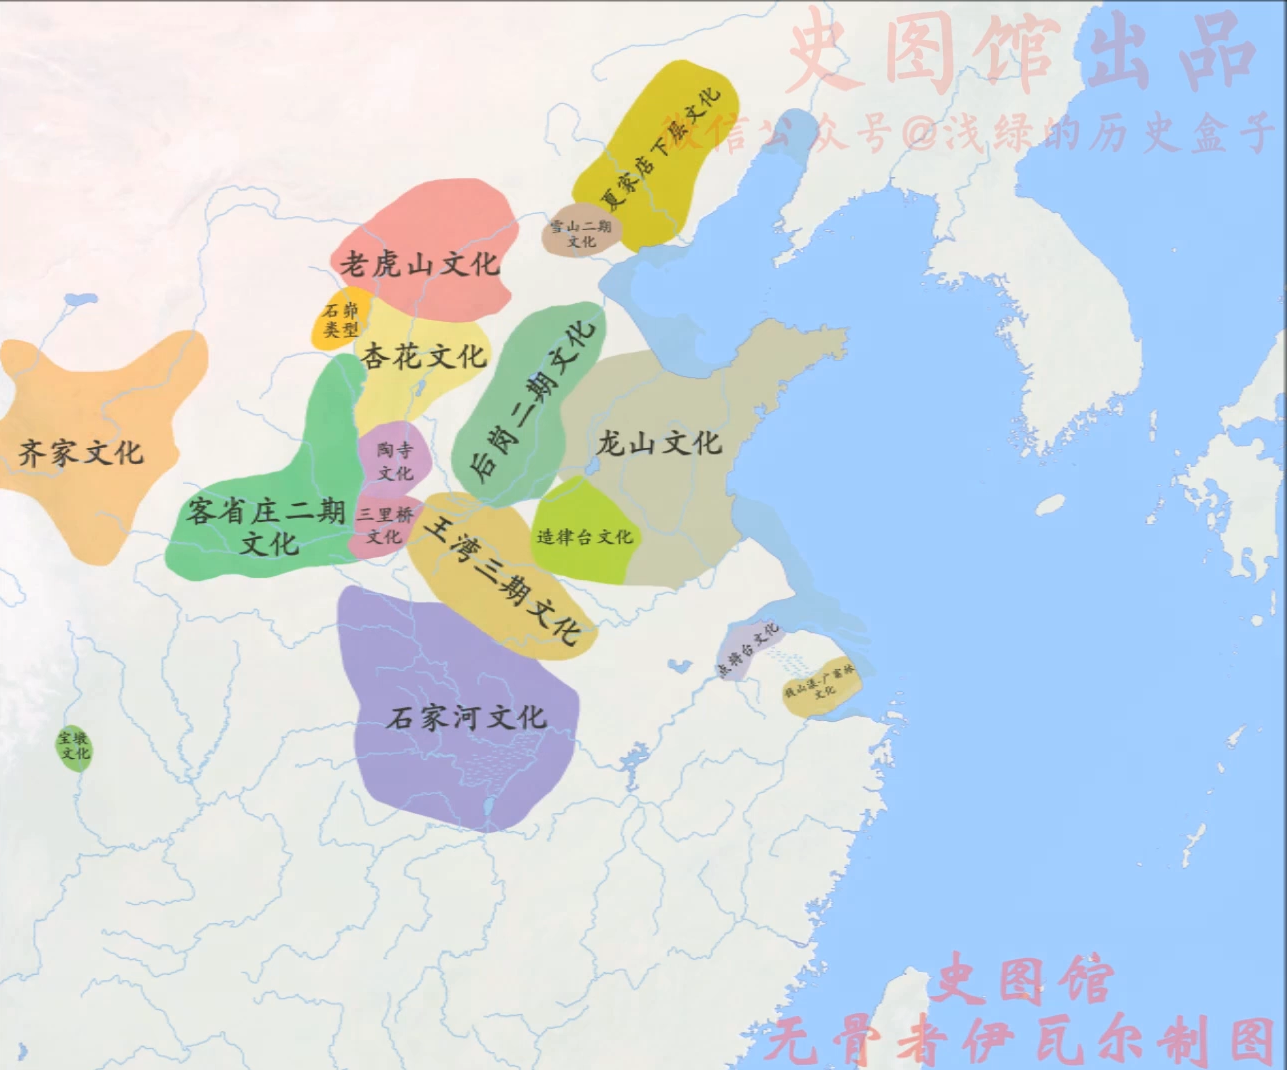 史图馆出品
微信公众号@浅绿的历史盒子
夏家店下层文化
雪山二期
文化
老虎山文化
石峁
类型
杏花文化
后岗二期文化
齐家文化
陶寺
文化
龙山文化
客省庄二期
文化
三里桥
文化
王湾三期文化
造律台文化
点将台文化
钱山漾-广富林
文化
石家河文化
宝墩
文化
史图馆
无骨者伊瓦尔制图